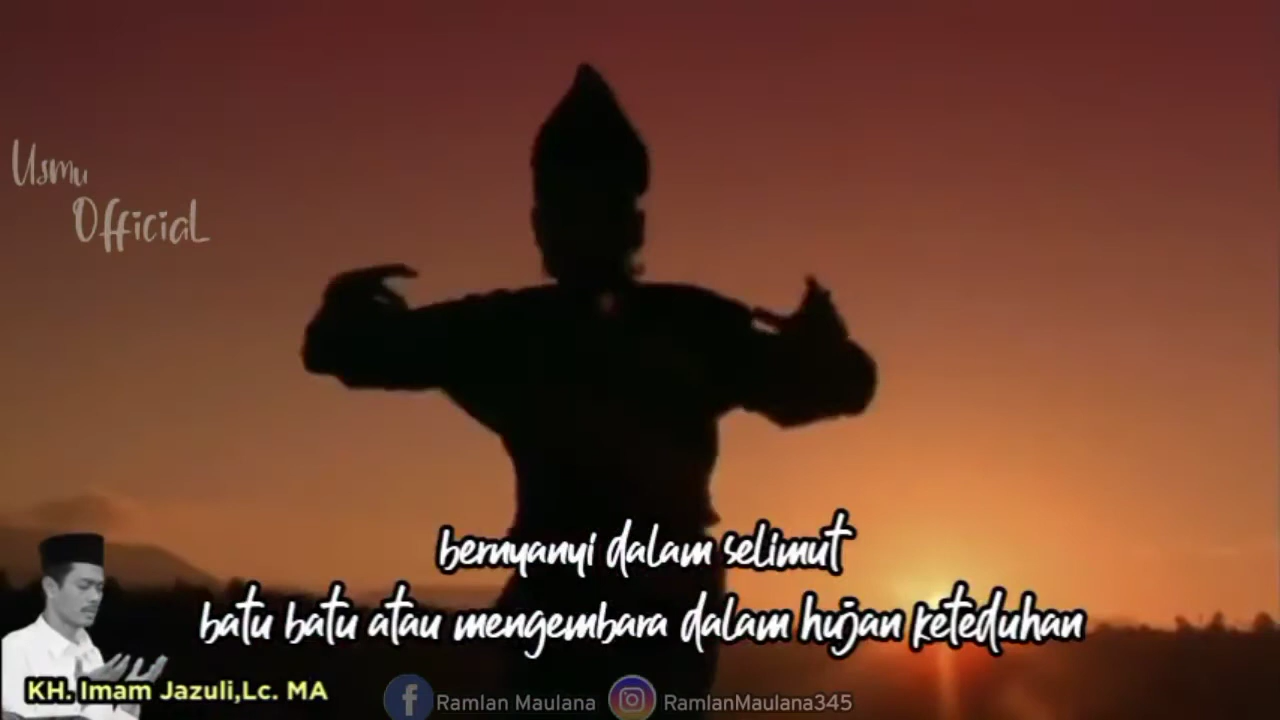 Usmu
Official
bernyanyi dalam selimut
batu batu atau mengembara dalam hujan keteduhan
KH. Imam Jazuli,Lc. MA
Ramlan Maulana RamlanMaulana345